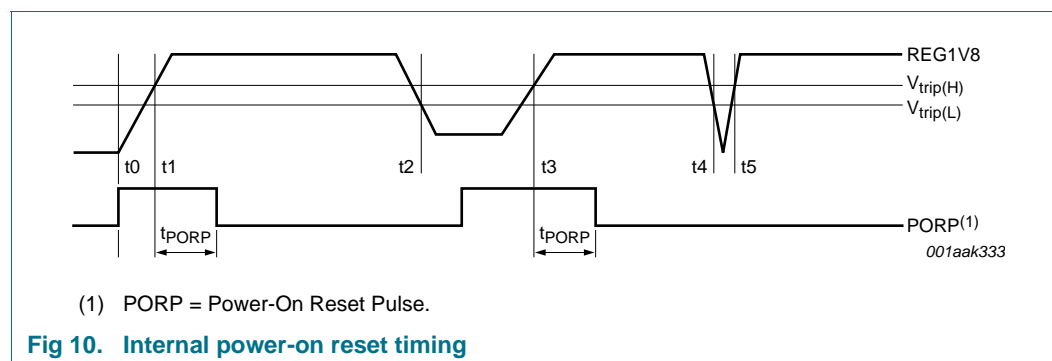 REG1V8
Vtrip(H)
Vtrip(L)
t0 t1 t2 t3 t4 t5
tPORP tPORP
PORP(1)
001aak333
(1) PORP = Power-On Reset Pulse.
Fig 10. Internal power-on reset timing